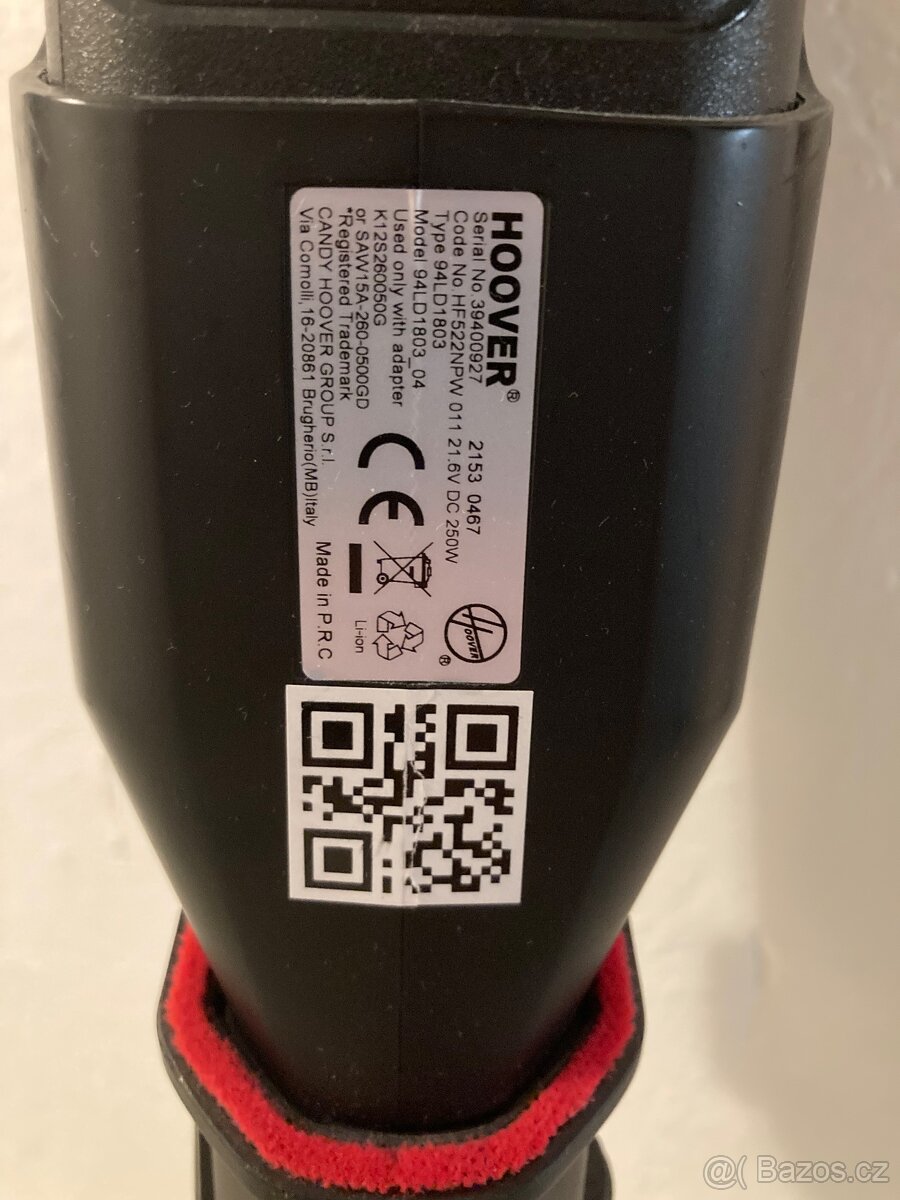 HOOVER®
Serial No.39400927 2153 0467
Code No.HF522NPW 011 21.6V DC 250W
Type 94LD1803
Model 94LD1803_04
Used only with adapter
K12S260050G
or SAW15A-260-0500GD
*Registered Trademark
CANDY HOOVER GROUP S.r.l.
Via Comolli,16-20861 Brugherio(MB)Italy Made in P.R.C
CE
Li-ion
HOOVER ®
@( Bazos.cz